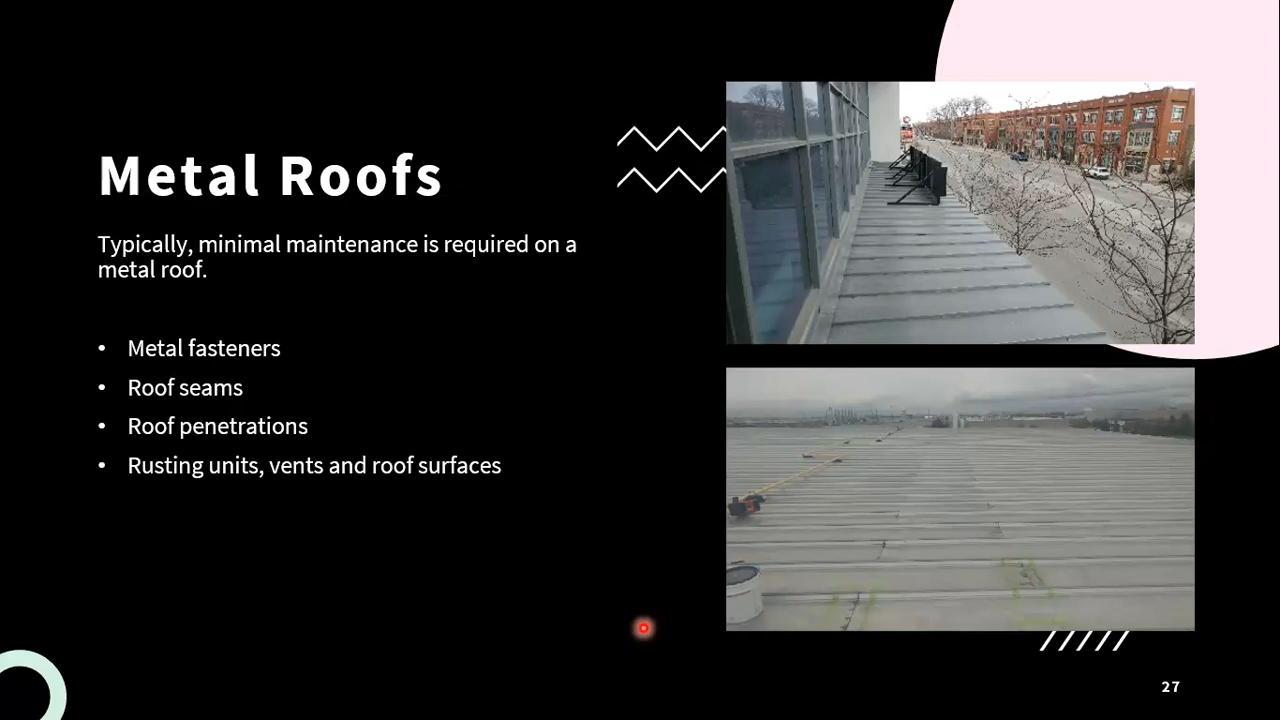 Metal Roofs
Typically, minimal maintenance is required on a
metal roof.
• Metal fasteners
• Roof seams
• Roof penetrations
• Rusting units, vents and roof surfaces
27